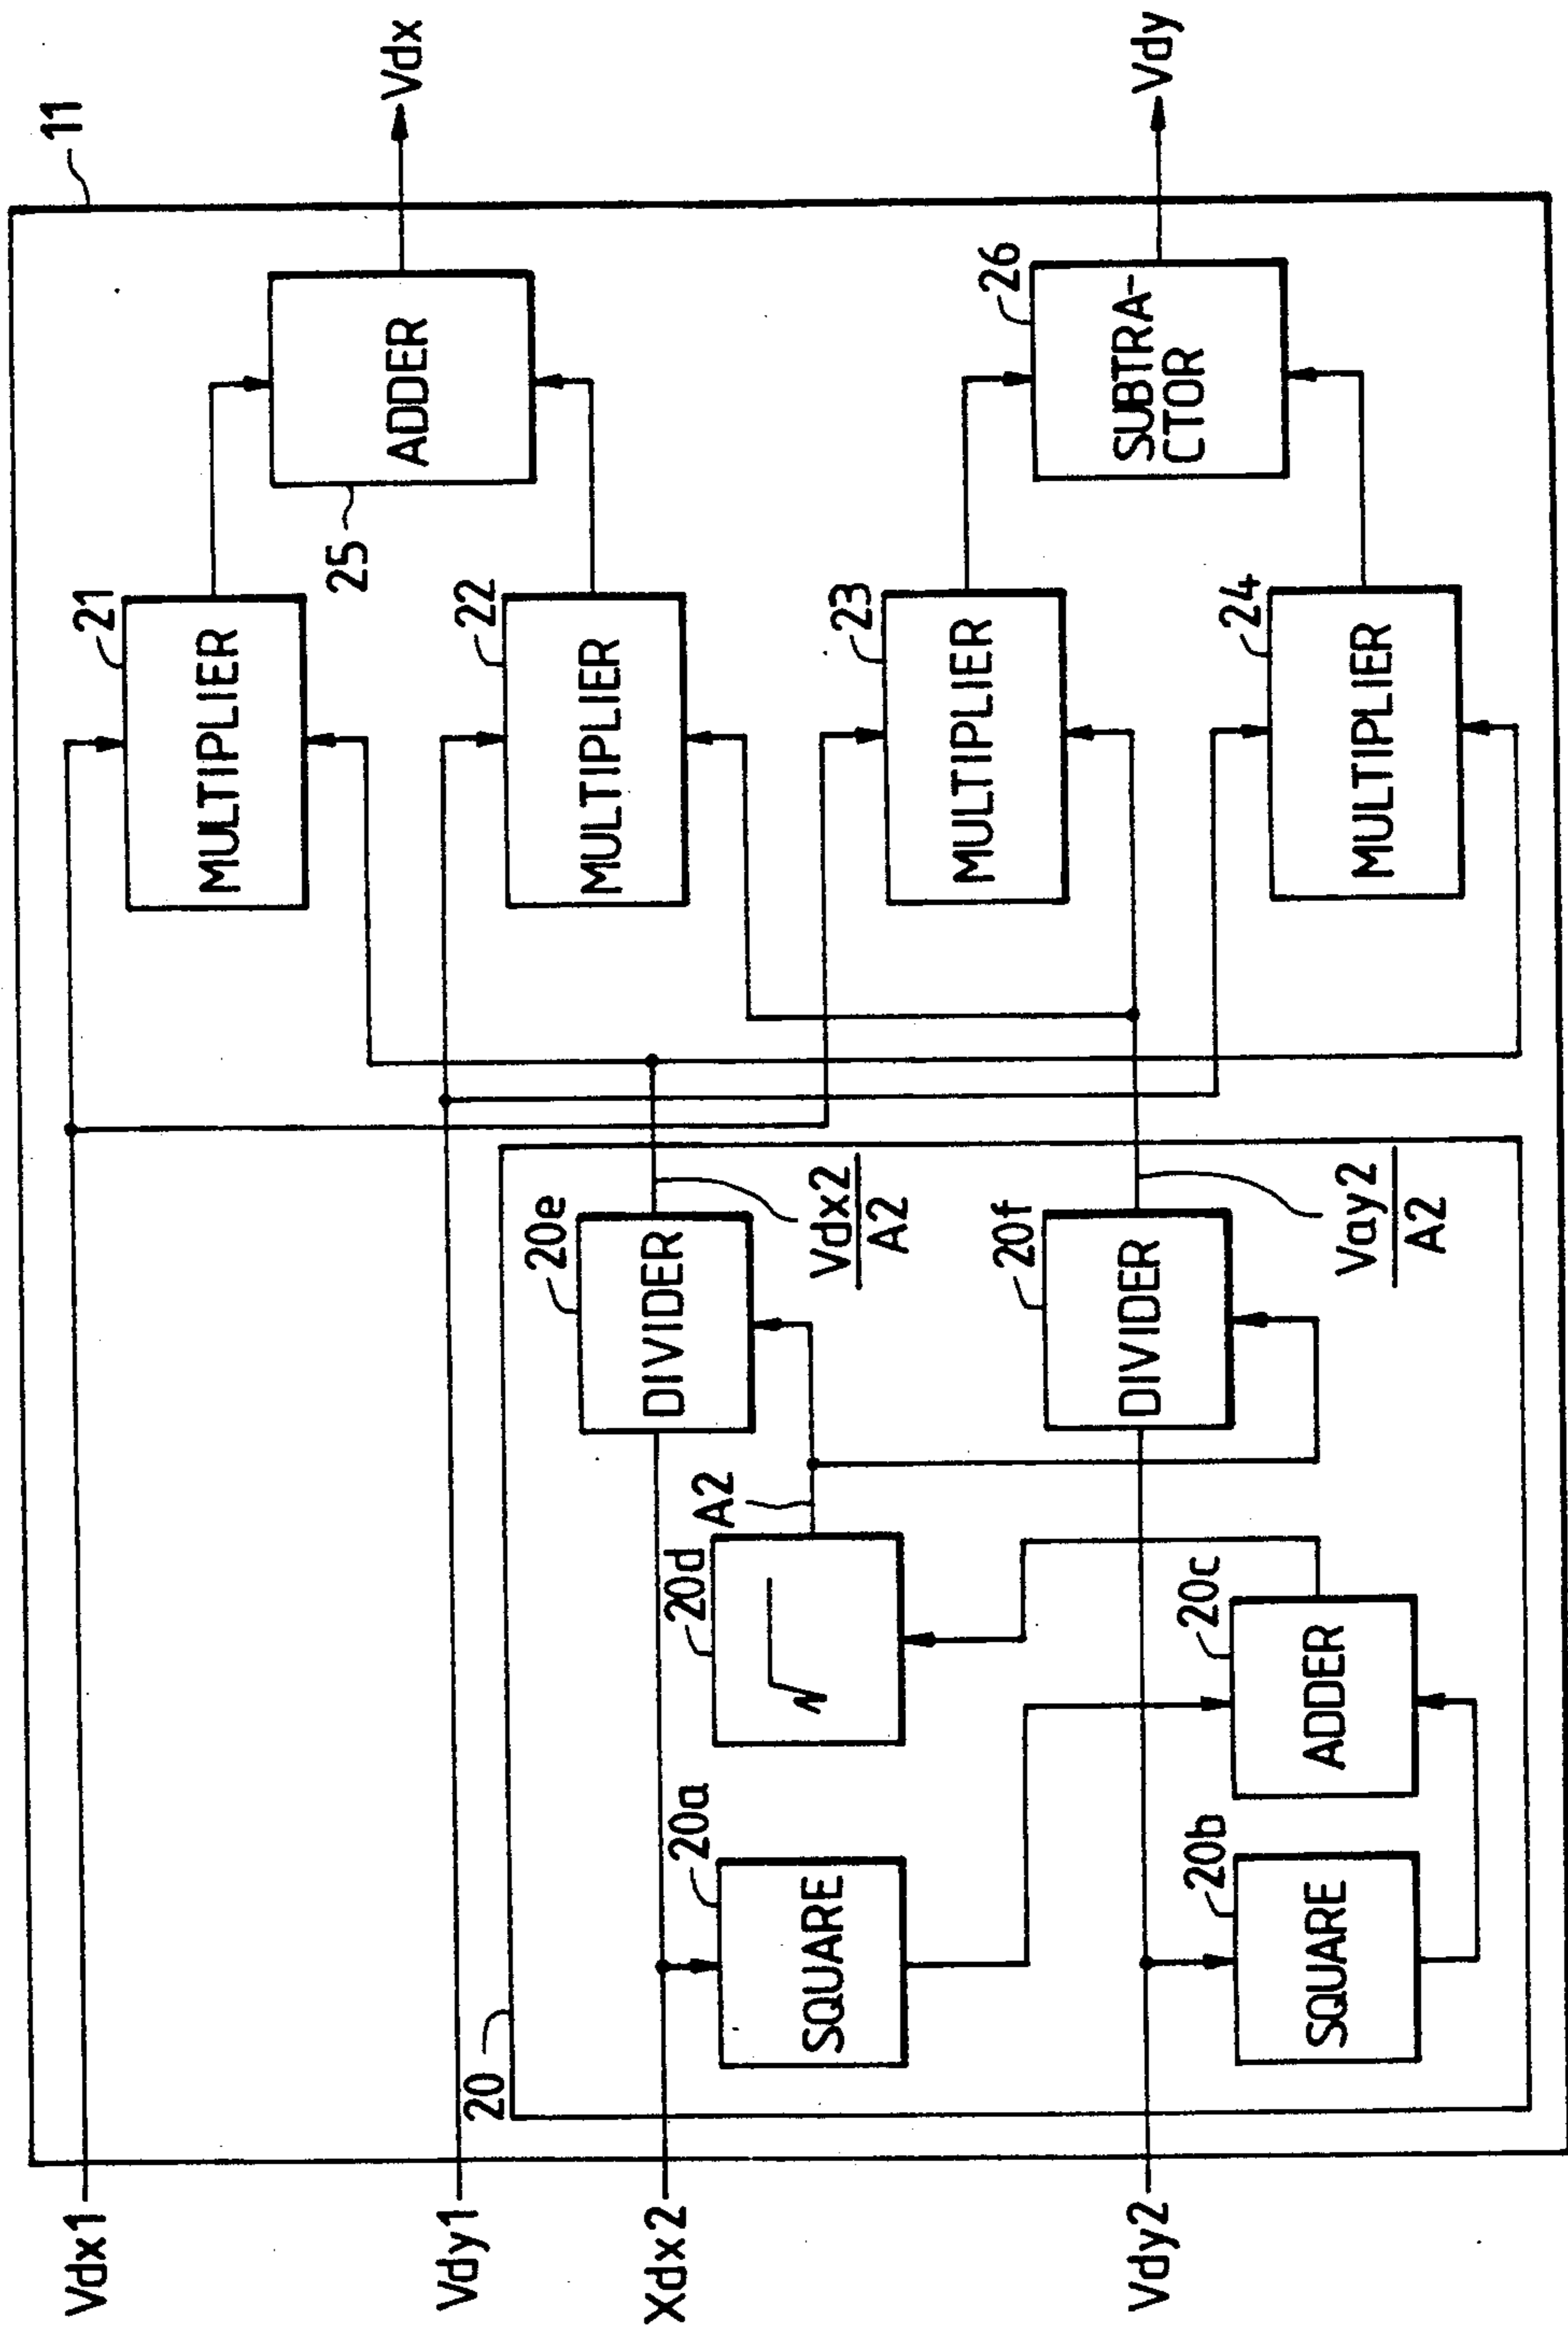 11
Vdx1
21
MULTIPLIER
25
ADDER
Vdx
Vdy1
22
MULTIPLIER
20
Xdx2
20a
SQUARE
20d
√
A2
20e
DIVIDER
Vdx2
A2
23
MULTIPLIER
26
SUBTRA-
CTOR
Vdy
Vdy2
20b
SQUARE
20c
ADDER
20f
DIVIDER
Vay2
A2
24
MULTIPLIER